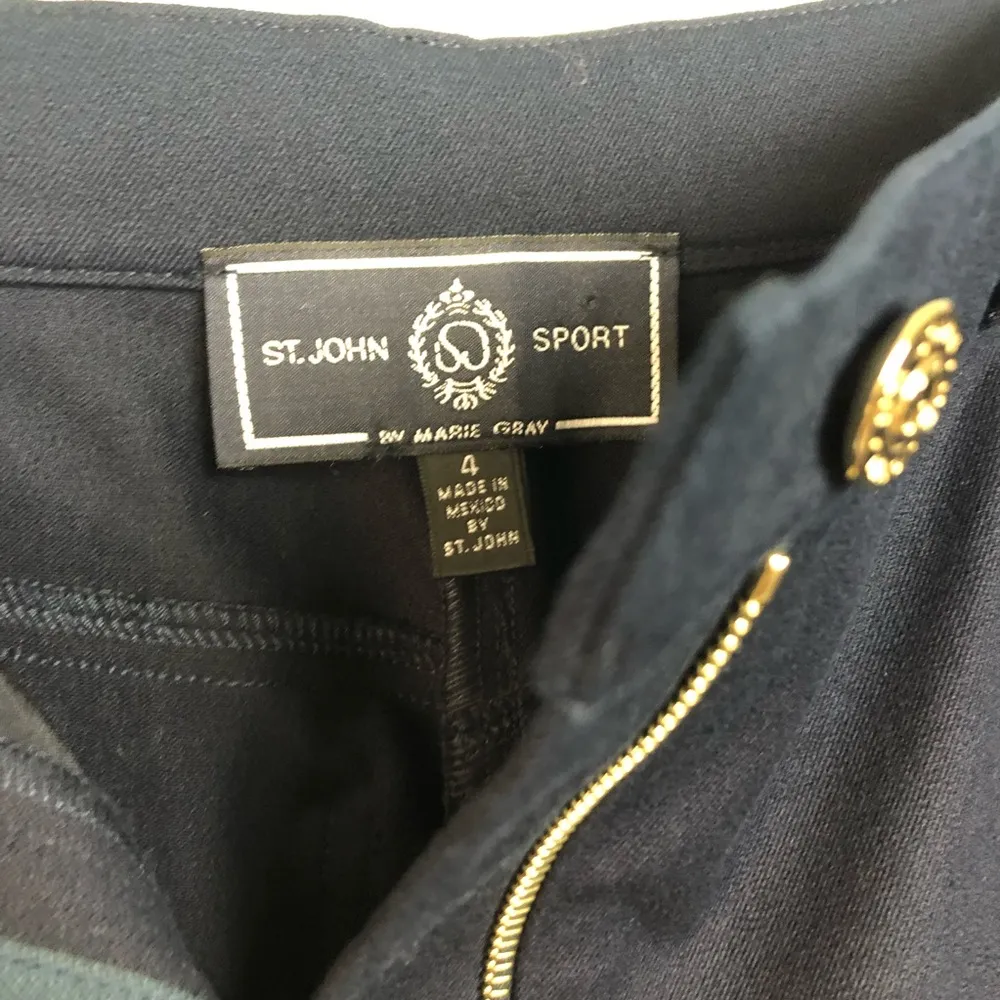 ST. JOHN SPORT
BY MARIE GRAY
4
MADE IN
MEXICO
BY
ST. JOHN